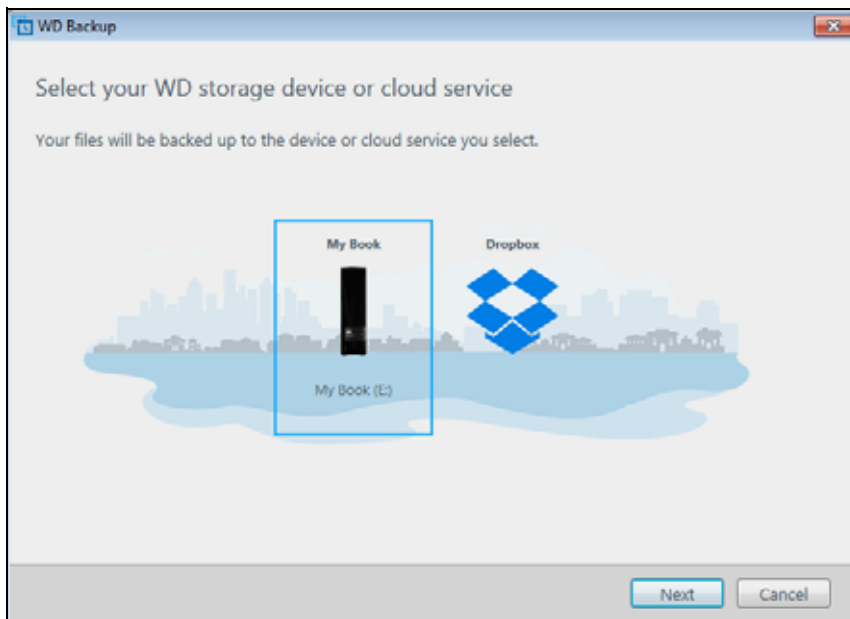 WD Backup
Select your WD storage device or cloud service
Your files will be backed up to the device or cloud service you select.
My Book
Dropbox
My Book (E:)
Next
Cancel